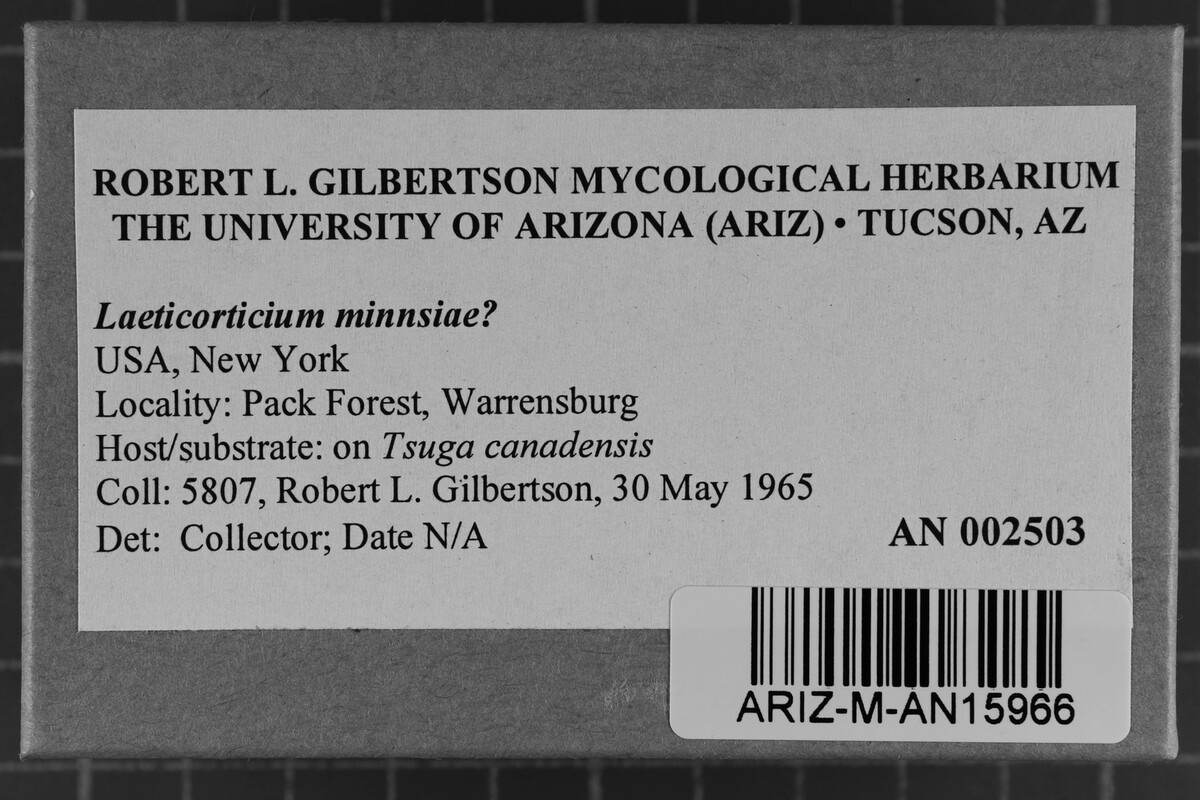 ROBERT L. GILBERTSON MYCOLOGICAL HERBARIUM
THE UNIVERSITY OF ARIZONA (ARIZ) • TUCSON, AZ
Laeticorticium minnsiae?
USA, New York
Locality: Pack Forest, Warrensburg
Host/substrate: on Tsuga canadensis
Coll: 5807, Robert L. Gilbertson, 30 May 1965
Det: Collector; Date N/A
AN 002503
ARIZ-M-AN15966